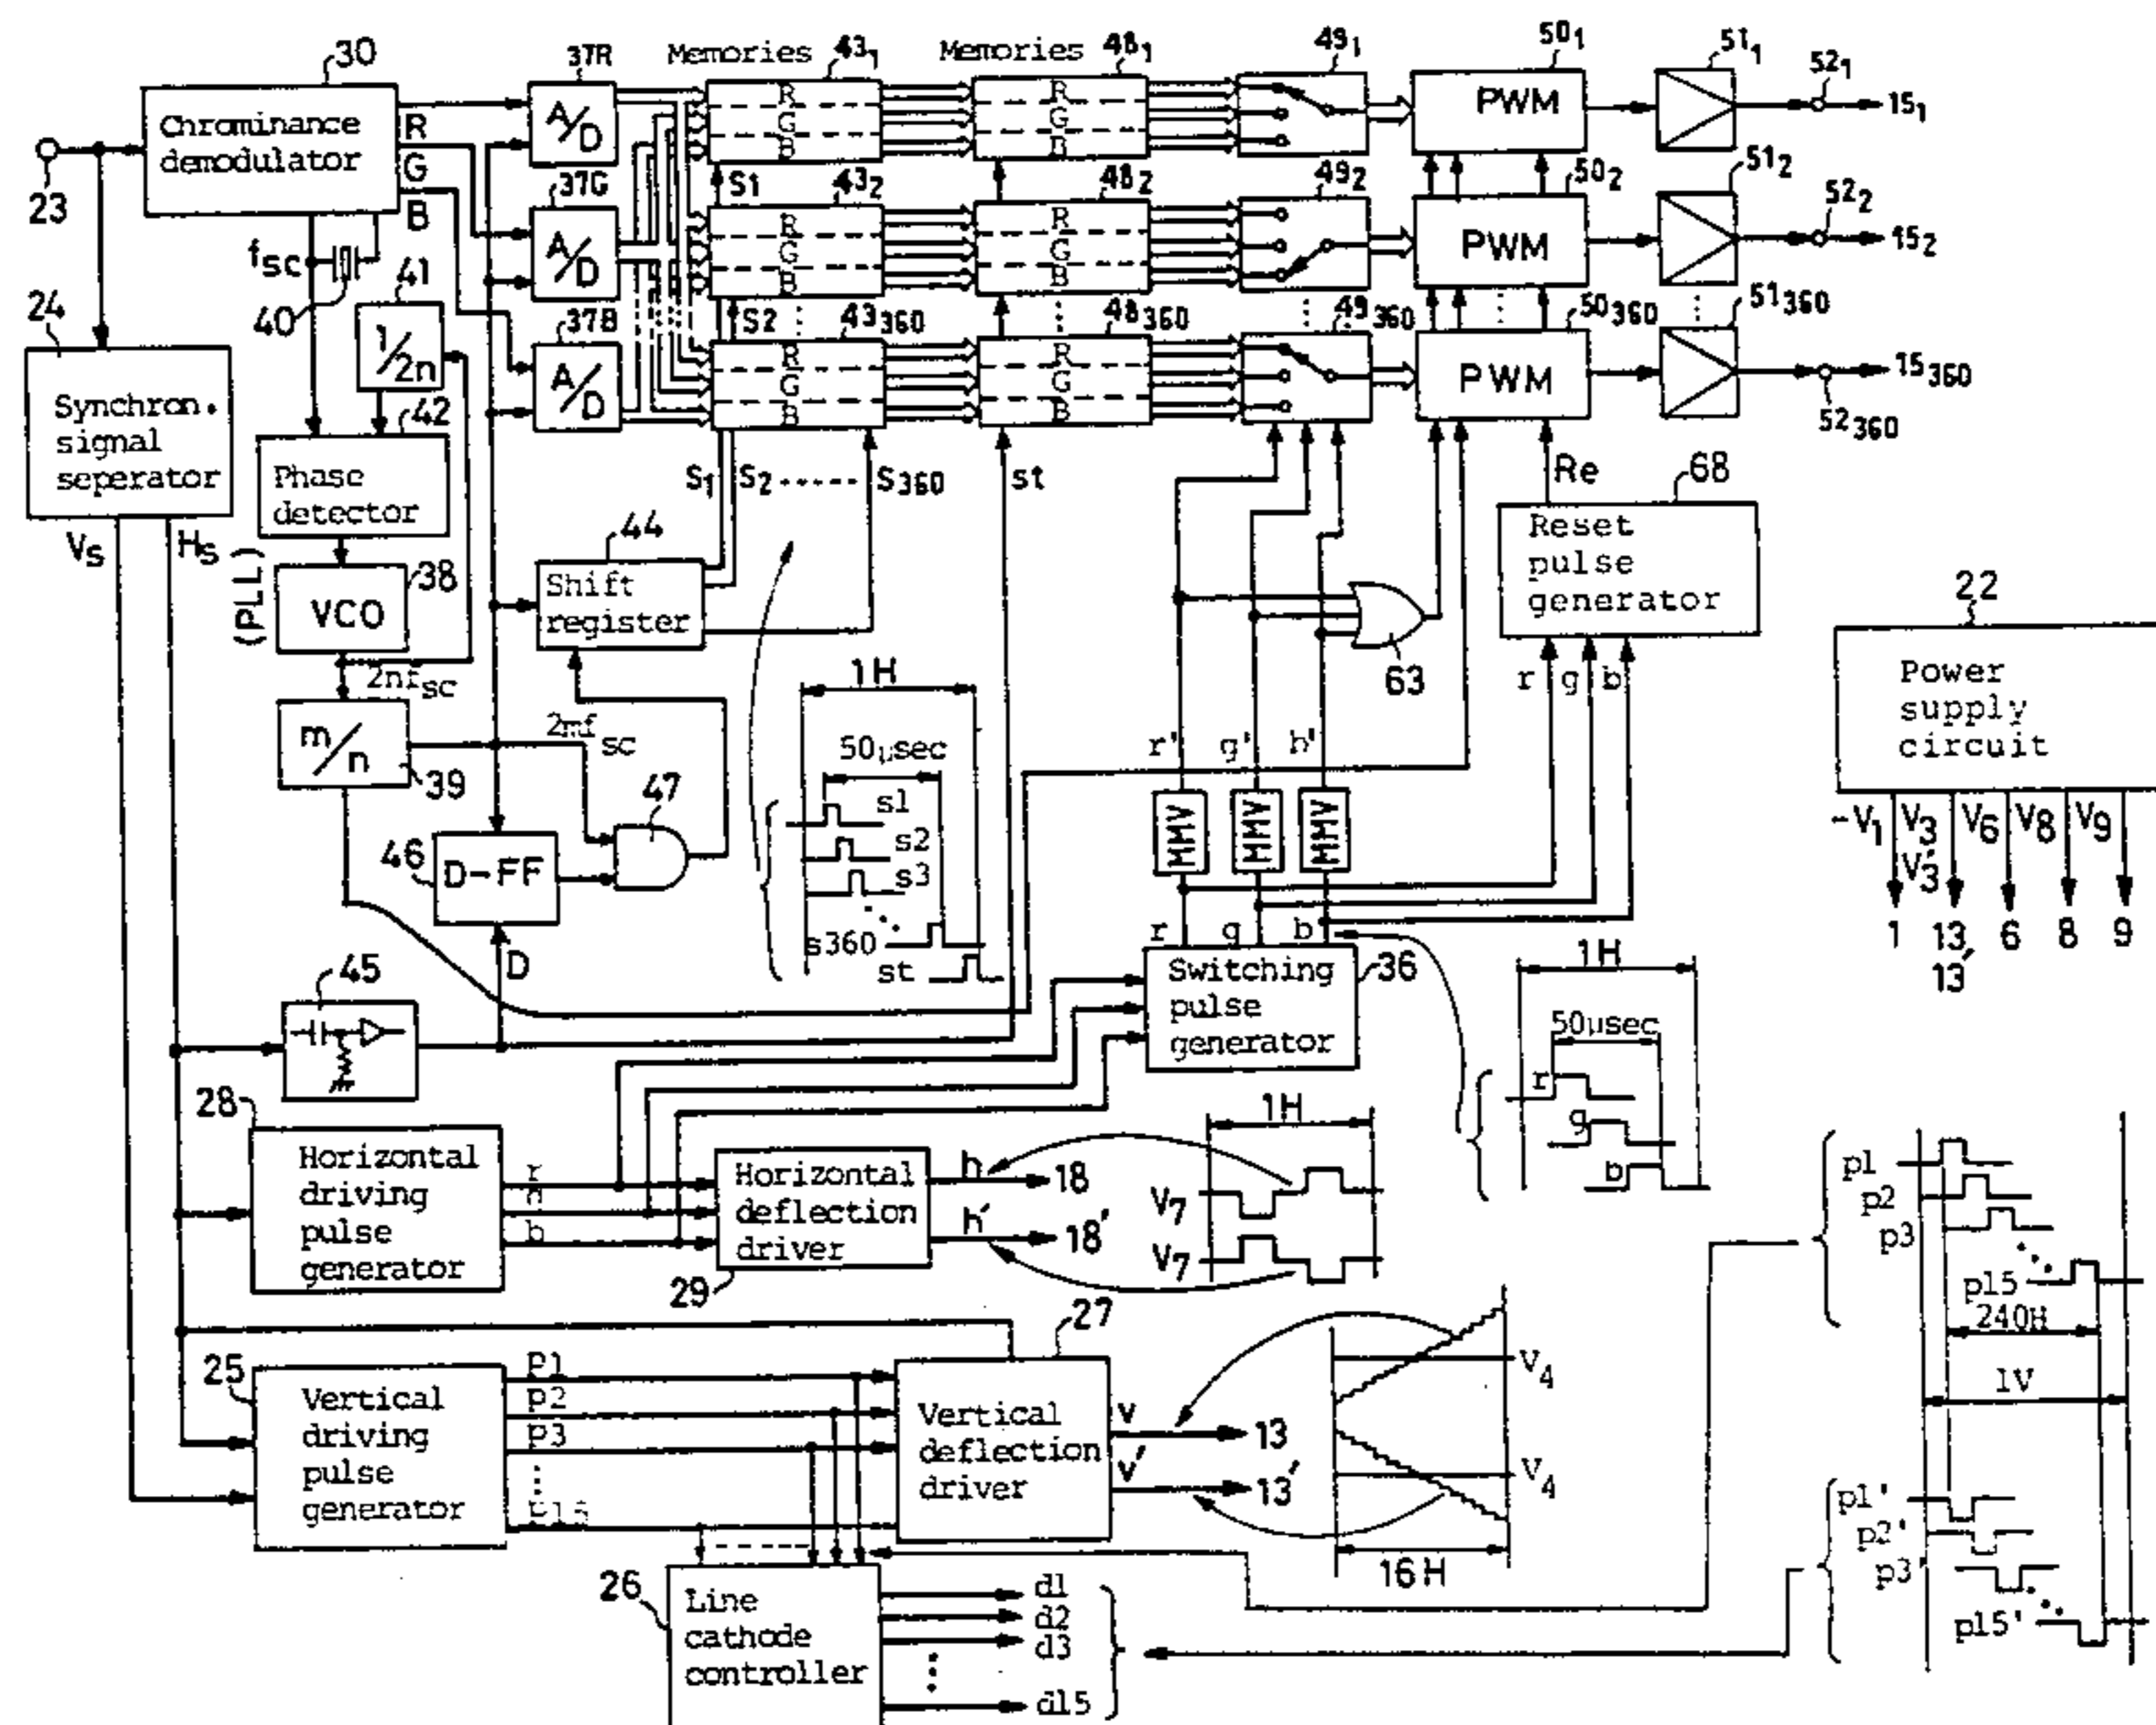 30
37R
Memories
43₁
Memories
48₁
49₁
50₁
51₁
52₁
15₁
Chrominance
demodulator
R
G
B
A/D
R
G
B
R
G
B
PWM
23
S1
37G
43₂
48₂
49₂
50₂
51₂
52₂
15₂
fsc
40
41
1/2n
A/D
R
G
B
R
G
B
PWM
24
S2
37B
43₃₆₀
48₃₆₀
49₃₆₀
50₃₆₀
51₃₆₀
52₃₆₀
15₃₆₀
A/D
R
G
B
R
G
B
PWM
Synchron.
signal
seperator
42
Phase
detector
S₁
S₂ ----- S₃₆₀
st
Re
68
Reset
pulse
generator
Vs
Hs
(PLL)
VCO
38
2nfsc
44
Shift
register
63
r
g
b
22
Power
supply
circuit
m/n
39
2mfsc
1H
50μsec
s1
s2
s3
s360
st
r'
g'
b'
MMV
MMV
MMV
-V₁
V₃
V₃'
V₆
V₈
V₉
1
13,
13'
6
8
9
46
D-FF
47
D
45
r
g
b
Switching
pulse
generator
36
1H
50μsec
r
g
b
28
Horizontal
driving
pulse
generator
r
b
Horizontal
deflection
driver
29
h
18
h'
18'
1H
V₇
V₇
p1
p2
p3
p15
240H
1V
25
Vertical
driving
pulse
generator
P1
P2
P3
P15
27
Vertical
deflection
driver
v
13
v'
13'
V₄
V₄
16H
p1'
p2'
p3'
p15'
26
Line
cathode
controller
d1
d2
d3
d15